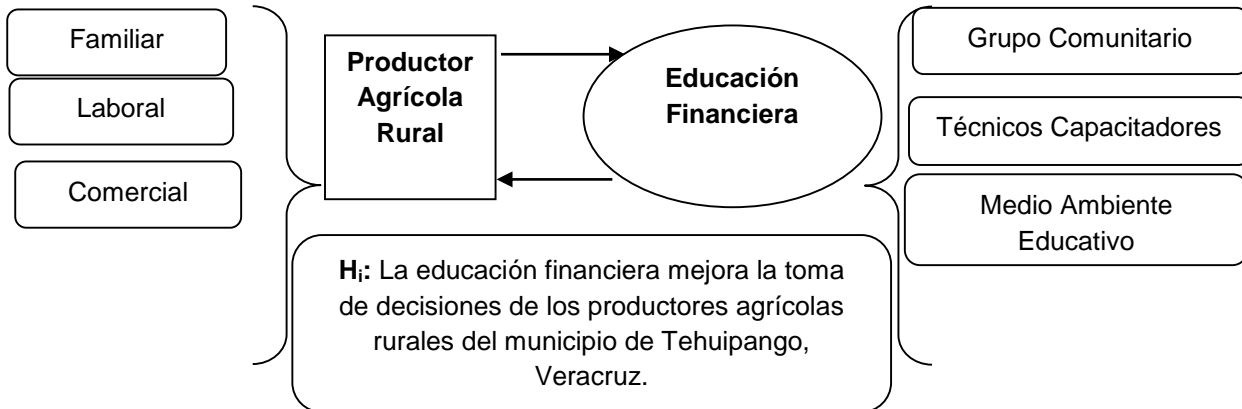 Familiar
Laboral
Comercial
Productor
Agrícola
Rural
Educación
Financiera
Grupo Comunitario
Técnicos Capacitadores
Medio Ambiente
Educativo
Hi: La educación financiera mejora la toma
de decisiones de los productores agrícolas
rurales del municipio de Tehuipango,
Veracruz.